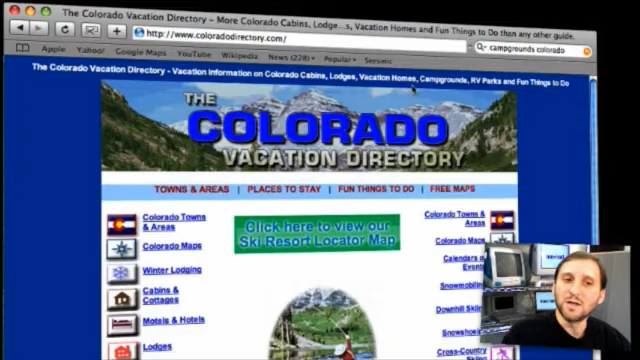 The Colorado Vacation Directory – More Colorado Cabins, Lodge...s, Vacation Homes and Fun Things to Do than any other guide.
http://www.coloradodirectory.com/
campgrounds colorado
Apple Yahoo! Google Maps YouTube Wikipedia News (228) Popular Seesmic
The Colorado Vacation Directory - Vacation Information on Colorado Cabins, Lodges, Vacation Homes, Campgrounds, RV Parks and Fun Things to Do
THE
COLORADO
VACATION DIRECTORY
TOWNS & AREAS | PLACES TO STAY | FUN THINGS TO DO | FREE MAPS
Colorado Towns
& Areas
Colorado Maps
Winter Lodging
Cabins &
Cottages
Motels & Hotels
Lodges
Click here to view our
Ski Resort Locator Map
Colorado Towns &
Areas
Colorado Maps
Calendars of
Events
Snowmobiling
Downhill Skiing
Snowshoeing
Cross-Country
Skiing